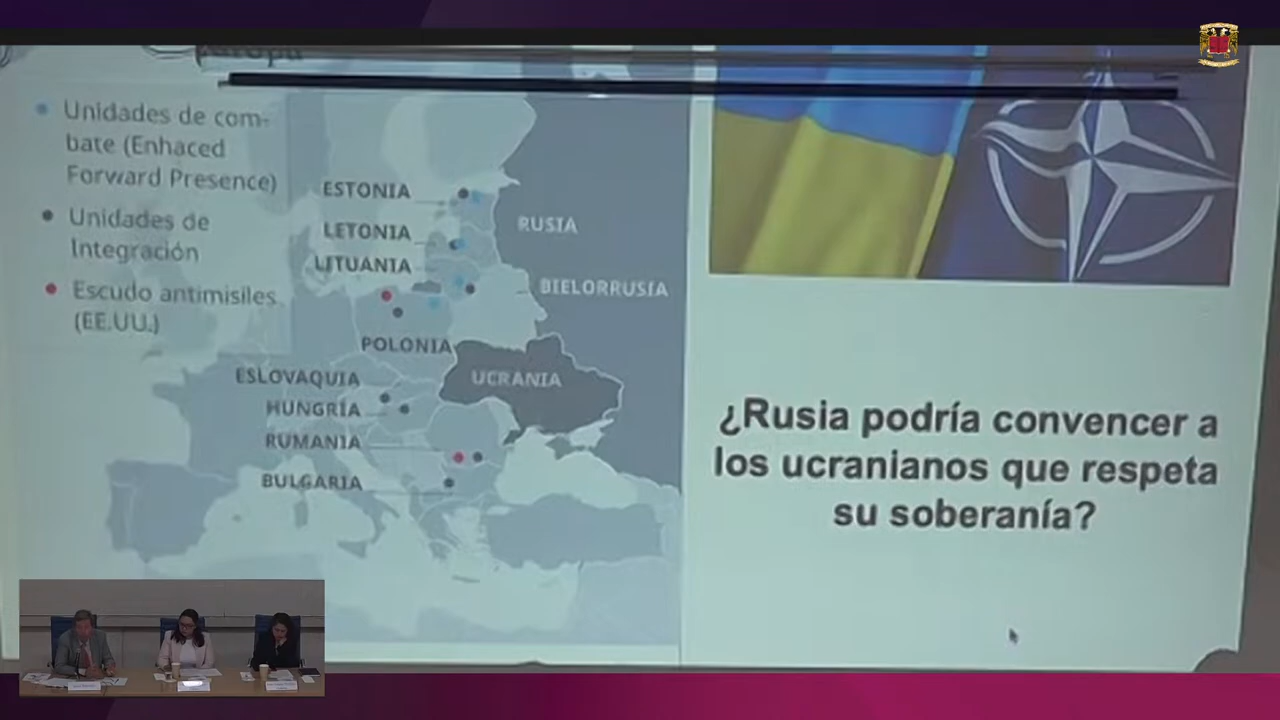 Unidades de com-
bate (Enhaced
Forward Presence)
Unidades de
Integración
Escudo antimisiles
(EE.UU.)
ESTONIA
LETONIA
LITUANIA
RUSIA
BIELORRUSIA
POLONIA
UCRANIA
ESLOVAQUIA
HUNGRÍA
RUMANIA
BULGARIA
¿Rusia podría convencer a
los ucranianos que respeta
su soberanía?